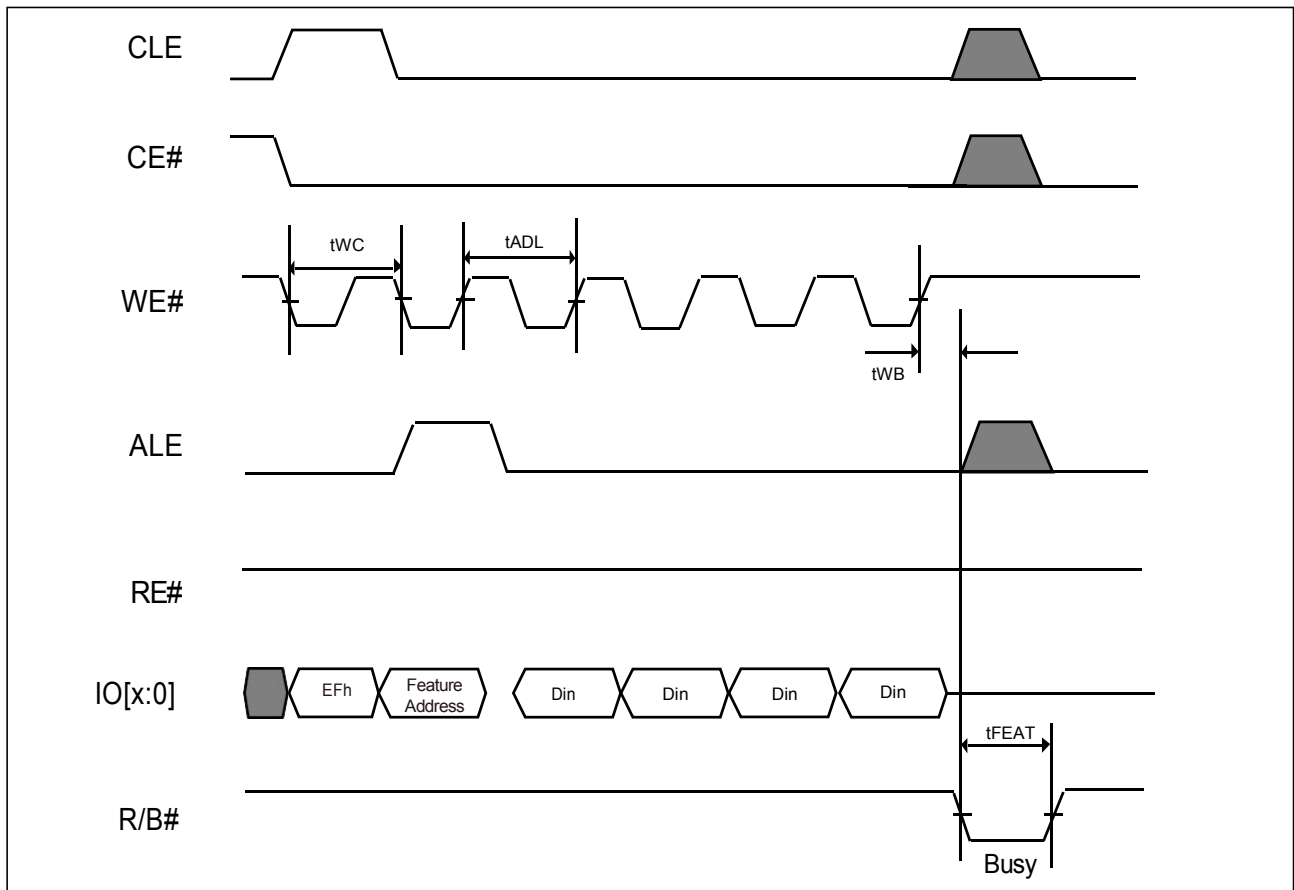 CLE
CE#
tWC
tADL
WE#
tWB
ALE
RE#
IO[x:0]
EFh
Feature
Address
Din
Din
Din
Din
tFEAT
R/B#
Busy